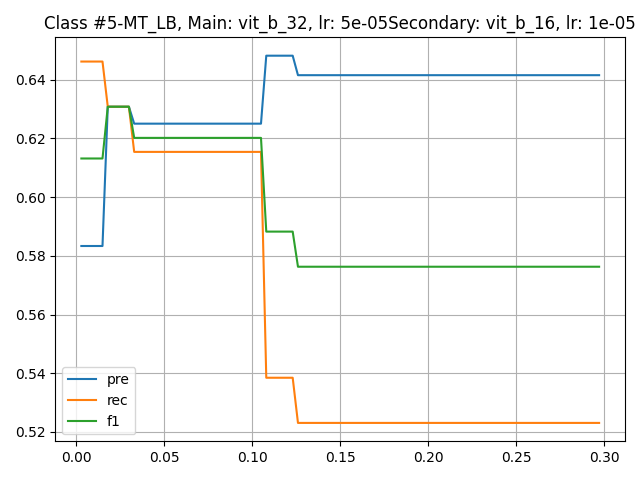 Class #5-MT_LB, Main: vit_b_32, lr: 5e-05Secondary: vit_b_16, lr: 1e-05
0.64
0.62
0.60
0.58
0.56
0.54
0.52
pre
rec
f1
0.00 0.05 0.10 0.15 0.20 0.25 0.30